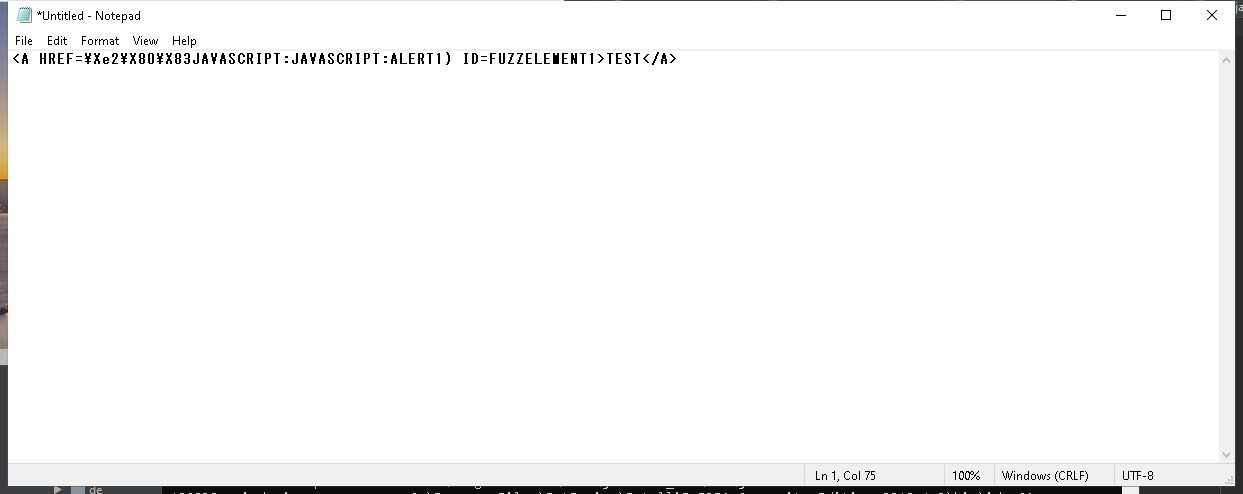 *Untitled - Notepad
File Edit Format View Help
<A HREF=¥Xe2¥X80¥X83JAVASCRIPT:JAVASCRIPT:ALERT1) ID=FUZZELEMENT1>TEST</A>
Ln 1, Col 75 100% Windows (CRLF) UTF-8
de